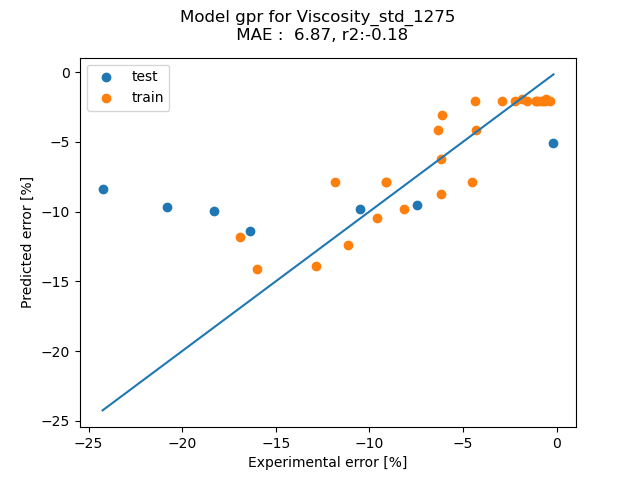 Model gpr for Viscosity_std_1275
MAE :  6.87, r2:-0.18
test
train
0
−5
−10
−15
−20
−25
Predicted error [%]
−25
−20
−15
−10
−5
0
Experimental error [%]